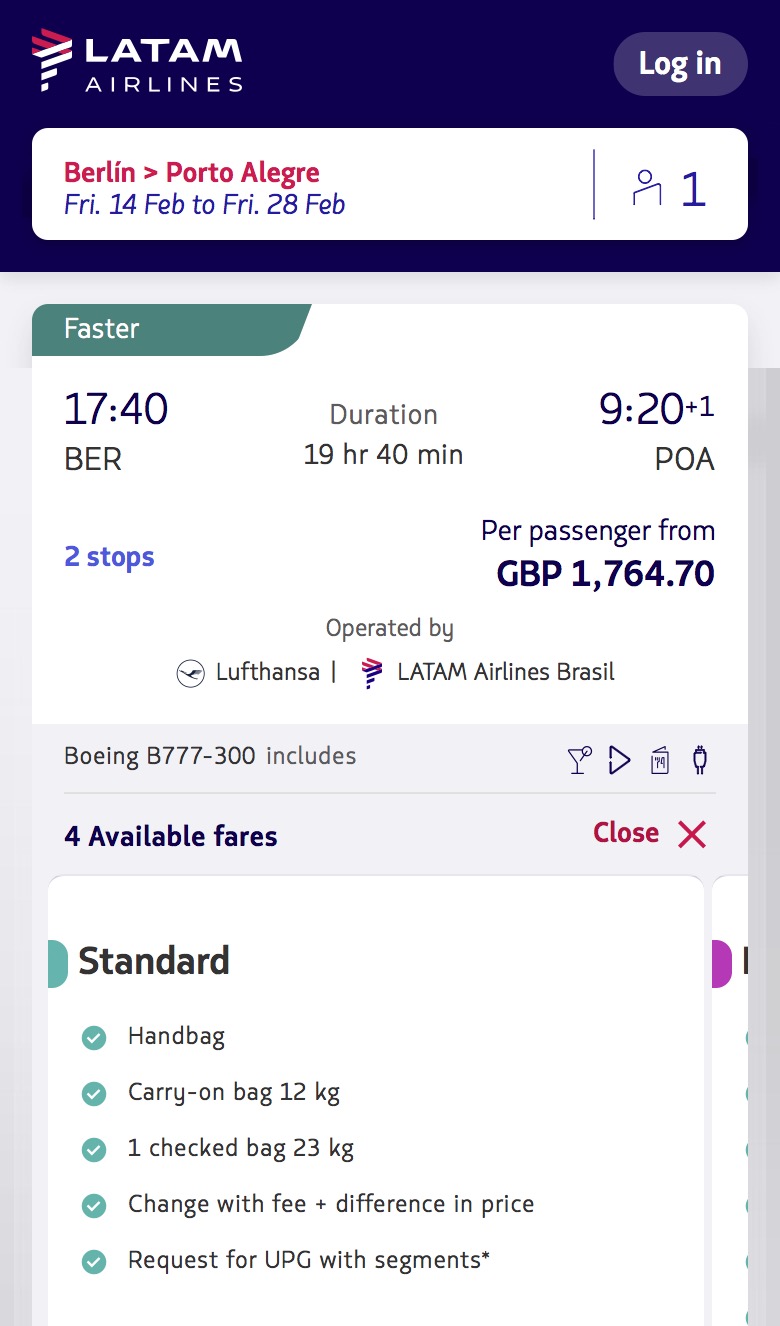 LATAM
AIRLINES
Log in
Berlín > Porto Alegre
Fri. 14 Feb to Fri. 28 Feb
1
Faster
17:40
Duration
9:20+1
BER
19 hr 40 min
POA
2 stops
Per passenger from
GBP 1,764.70
Operated by
Lufthansa | LATAM Airlines Brasil
Boeing B777-300 includes
4 Available fares
Close
Standard
Handbag
Carry-on bag 12 kg
1 checked bag 23 kg
Change with fee + difference in price
Request for UPG with segments*